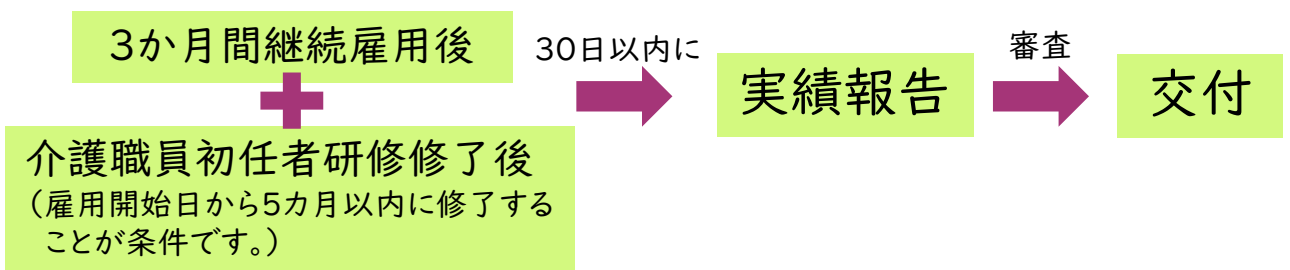 3か月間継続雇用後
介護職員初任者研修修了後
（雇用開始日から5カ月以内に修了する
ことが条件です。）
30日以内に
実績報告
審査
交付